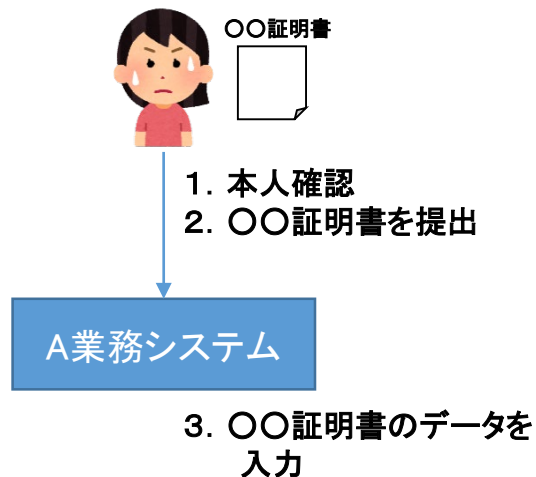 〇〇証明書
１．本人確認
２．〇〇証明書を提出
A業務システム
３．〇〇証明書のデータを
入力